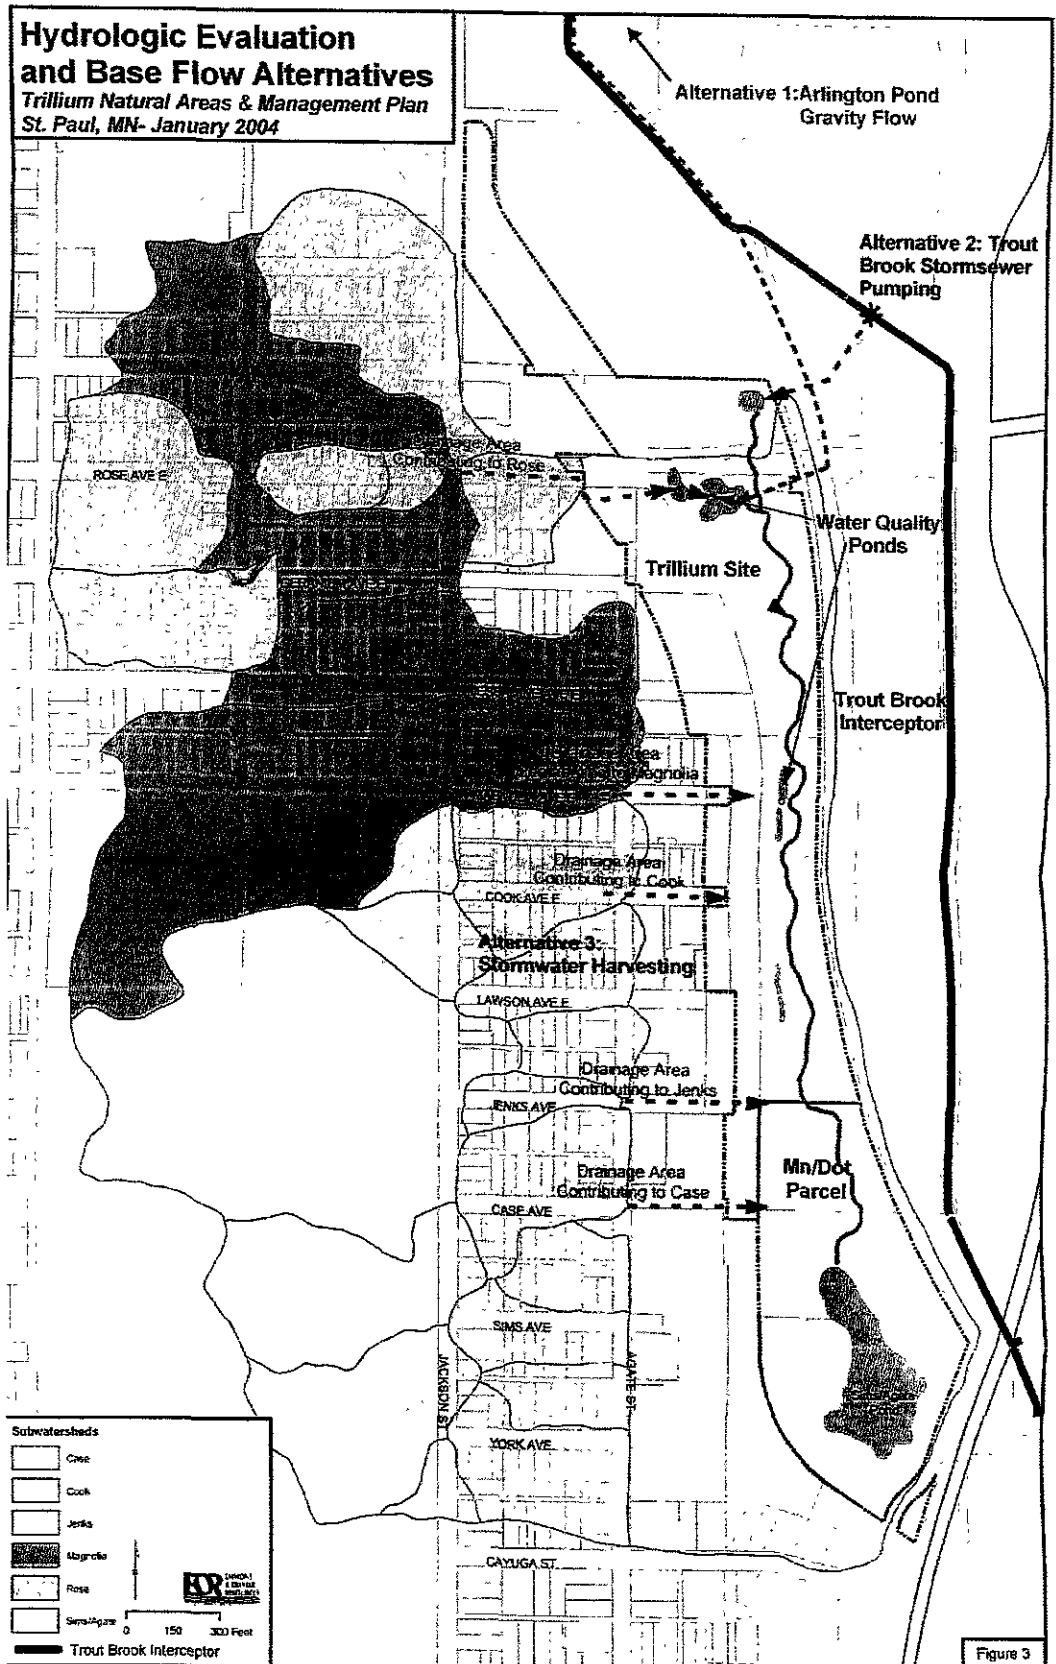 Hydrologic Evaluation
and Base Flow Alternatives
Trillium Natural Areas & Management Plan
St. Paul, MN- January 2004
Alternative 1:Arlington Pond
Gravity Flow
Alternative 2: Trout
Brook Stormsewer
Pumping
Drainage Area
Contributing to Rose
ROSE AVE E
Water Quality
Ponds
Trillium Site
Trout Brook
Interceptor
Area
Magnolia
Drainage Area
Contributing to Cook
COOK AVE E
Alternative 3:
Stormwater Harvesting
LAWSON AVE E
Drainage Area
Contributing to Jenks
JENKS AVE
Mn/Dot
Parcel
Drainage Area
Contributing to Case
CASE AVE
SIMS AVE
JACKSON ST
AGATE ST
YORK AVE
CAYUGA ST
Subwatersheds
Case
Cook
Jenks
Magnolia
Rose
Sims/Agate
EOR
0 150 300 Feet
Trout Brook Interceptor
Figure 3